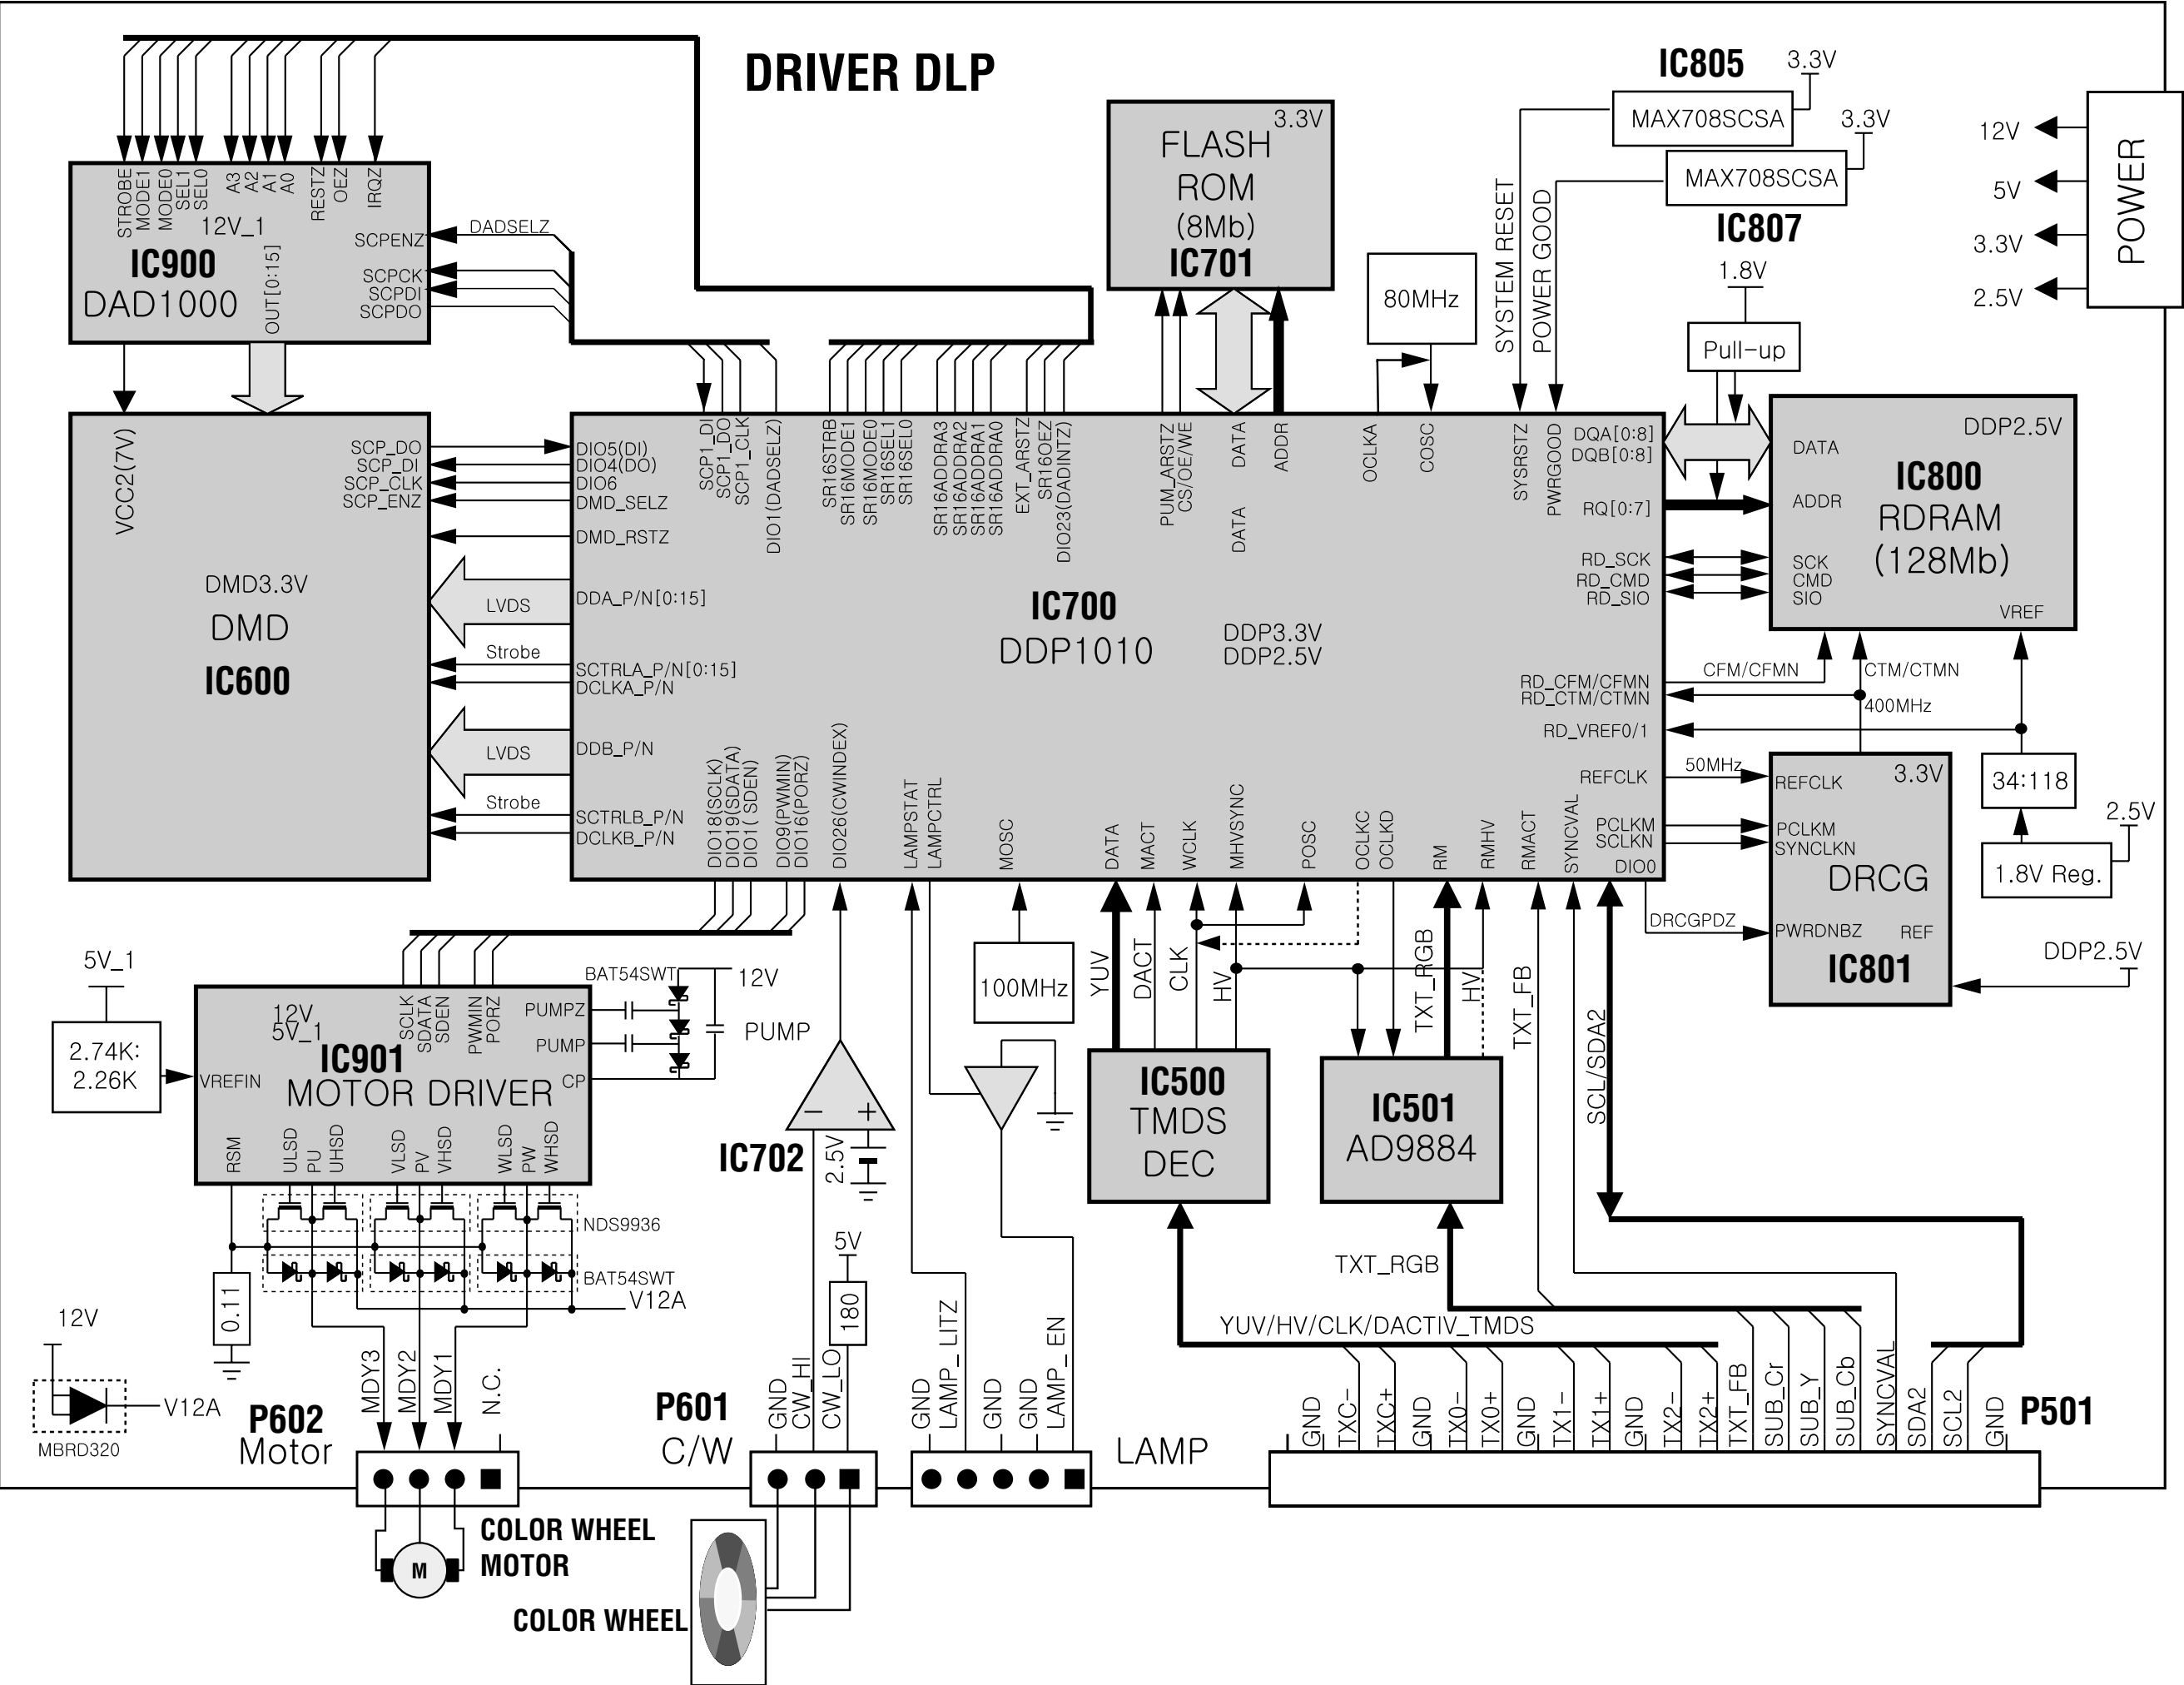 DRIVER DLP
IC805
3.3V
MAX708SCSA
3.3V
MAX708SCSA
IC807
POWER
12V
5V
3.3V
2.5V
STROBE
MODE1
MODE0
SEL1
SEL0
A3
A2
A1
A0
RESTZ
OEZ
IRQZ
12V_1
IC900
DAD1000
OUT[0:15]
SCPENZ
SCPCK
SCPDI
SCPDO
DADSELZ
3.3V
FLASH
ROM
(8Mb)
IC701
80MHz
SYSTEM RESET
POWER GOOD
1.8V
Pull-up
VCC2(7V)
SCP_DO
SCP_DI
SCP_CLK
SCP_ENZ
DMD3.3V
DMD
IC600
LVDS
Strobe
LVDS
Strobe
DIO5(DI)
DIO4(DO)
DIO6
DMD_SELZ
DMD_RSTZ
DDA_P/N[0:15]
SCTRLA_P/N[0:15]
DCLKA_P/N
DDB_P/N
SCTRLB_P/N
DCLKB_P/N
SCP1_DI
SCP1_DO
SCP1_CLK
DIO1(DADSELZ)
SR16STRB
SR16MODE1
SR16MODE0
SR16SEL1
SR16SEL0
SR16ADDRA3
SR16ADDRA2
SR16ADDRA1
SR16ADDRA0
EXT_ARSTZ
SR16OEZ
DIO23(DADINTZ)
PUM_ARSTZ
CS/OE/WE
DATA
DATA
ADDR
OCLKA
COSC
SYSRSTZ
PWRGOOD
DQA[0:8]
DQB[0:8]
RQ[0:7]
RD_SCK
RD_CMD
RD_SIO
IC700
DDP1010
DDP3.3V
DDP2.5V
RD_CFM/CFMN
RD_CTM/CTMN
RD_VREF0/1
REFCLK
PCLKM
SCLKN
DIO0
DDP2.5V
DATA
IC800
ADDR
RDRAM
(128Mb)
SCK
CMD
SIO
VREF
CFM/CFMN
CTM/CTMN
400MHz
50MHz
3.3V
REFCLK
PCLKM
SYNCLKN
DRCG
PWRDNBZ
REF
IC801
DRCGPDZ
34:118
2.5V
1.8V Reg.
DDP2.5V
DIO18(SCLK)
DIO19(SDATA)
DIO1( SDEN)
DIO9(PWMIN)
DIO16(PORZ)
DIO26(CWINDEX)
LAMPSTAT
LAMPCTRL
MOSC
DATA
MACT
WCLK
MHVSYNC
POSC
OCLKC
OCLKD
RM
RMHV
RMACT
SYNCVAL
5V_1
2.74K:
2.26K
12V
5V_1
SCLK
SDATA
SDEN
PWMIN
PORZ
IC901
MOTOR DRIVER
VREFIN
PUMPZ
PUMP
CP
RSM
ULSD
PU
UHSD
VLSD
PV
VHSD
WLSD
PW
WHSD
BAT54SWT
12V
PUMP
NDS9936
BAT54SWT
V12A
0.11
12V
V12A
MBRD320
−
+
IC702
2.5V
100MHz
YUV
DACT
CLK
HV
TXT_RGB
HV
TXT_FB
SCL/SDA2
IC500
TMDS
DEC
IC501
AD9884
TXT_RGB
YUV/HV/CLK/DACTIV_TMDS
5V
180
MDY3
MDY2
MDY1
N.C.
P602
Motor
P601
C/W
GND
CW_HI
CW_LO
GND
LAMP_ LITZ
GND
GND
LAMP_ EN
LAMP
GND
TXC-
TXC+
GND
TX0-
TX0+
GND
TX1-
TX1+
GND
TX2-
TX2+
TXT_FB
SUB_Cr
SUB_Y
SUB_Cb
SYNCVAL
SDA2
SCL2
GND
P501
M
COLOR WHEEL
MOTOR
COLOR WHEEL